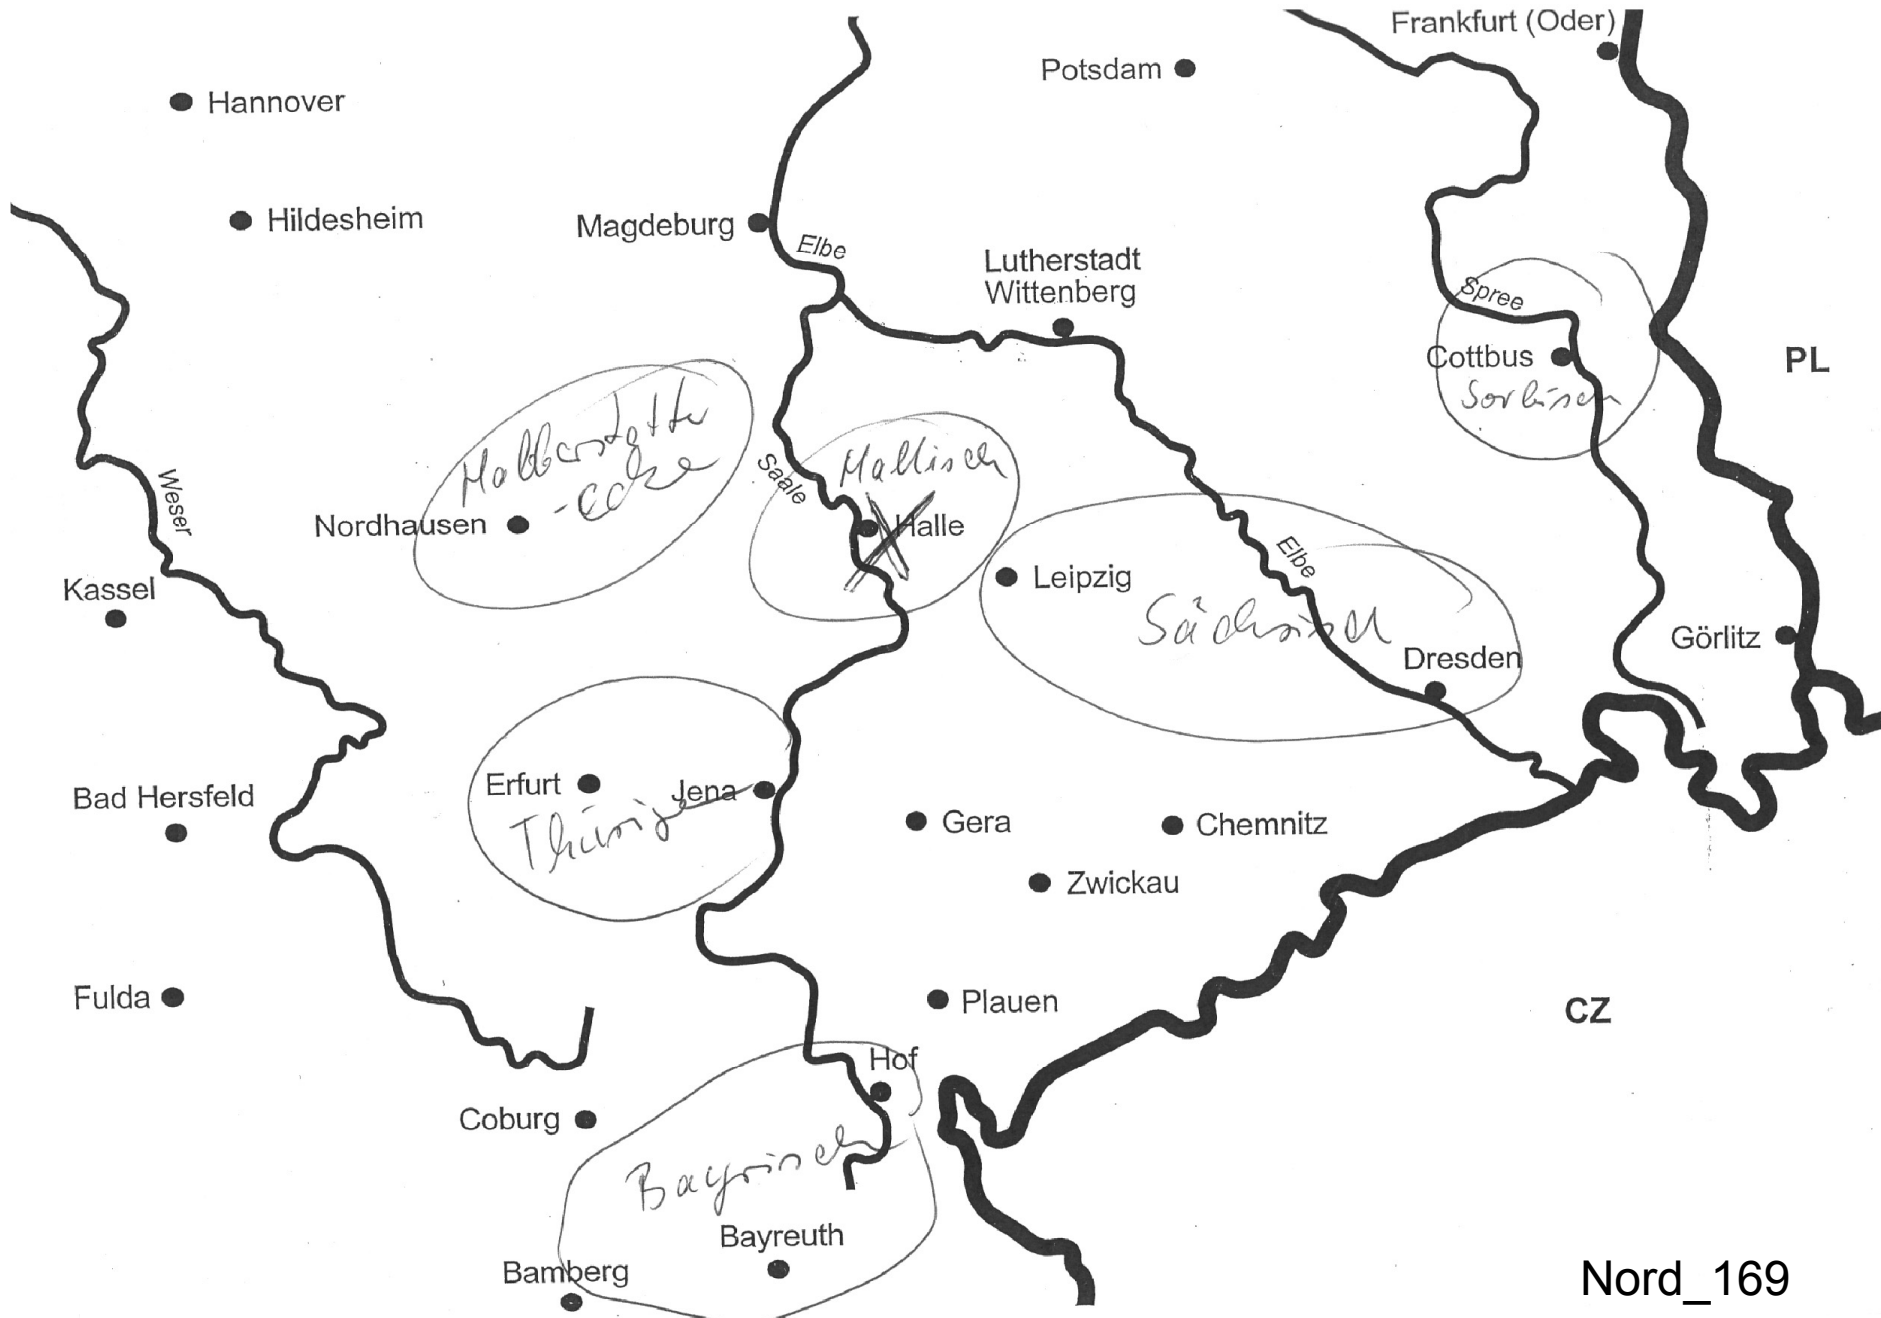 Frankfurt (Oder)
Potsdam
Hannover
Hildesheim
Magdeburg
Elbe
Lutherstadt
Wittenberg
Spree
Cottbus
Sorbisch
PL
Halberstätter
-ecke
Hallisch
Saale
Weser
Nordhausen
Halle
Elbe
Leipzig
Kassel
Sächsisch
Görlitz
Dresden
Erfurt
Jena
Bad Hersfeld
Gera
Chemnitz
Zwickau
Fulda
Plauen
CZ
Hof
Coburg
Bayrisch
Bayreuth
Bamberg
Nord_169